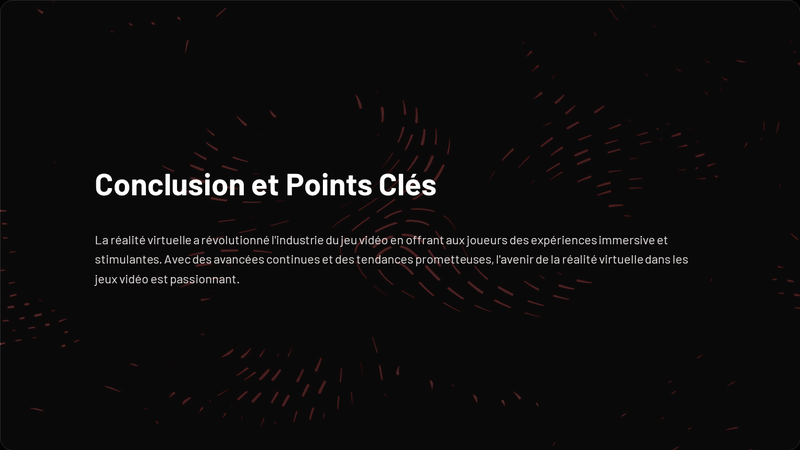 Conclusion et Points Clés
La réalité virtuelle a révolutionné l'industrie du jeu vidéo en offrant aux joueurs des expériences immersive et
stimulantes. Avec des avancées continues et des tendances prometteuses, l'avenir de la réalité virtuelle dans les
jeux vidéo est passionnant.